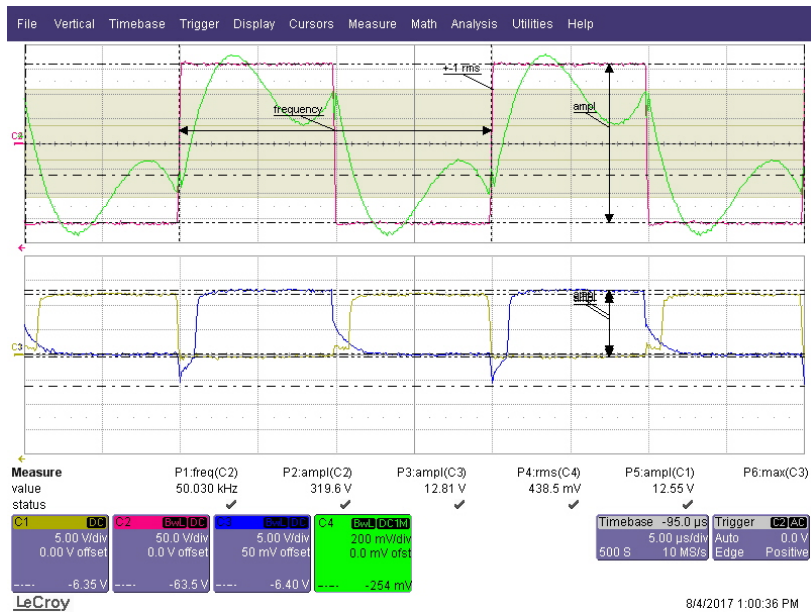 File Vertical Timebase Trigger Display Cursors Measure Math Analysis Utilities Help
+-1 rms
frequency
ampl
C3
Measure P1:freq(C2) P2:ampl(C2) P3:ampl(C3) P4:rms(C4) P5:ampl(C1) P6:max(C3)
value 50.030 kHz 319.6 V 12.81 V 438.5 mV 12.55 V
status
C1 DC C2 BwL DC C3 BwL DC C4 BwL DC1M Timebase -95.0 µs Trigger C2 AC
5.00 V/div 50.0 V/div 5.00 V/div 200 mV/div 5.00 µs/div Auto 0.0 V
0.00 V offset 0.0 V offset 50 mV offset 0.0 mV ofst 500 S 10 MS/s Edge Positive
-6.35 V -63.5 V -6.40 V -254 mV
LeCroy 8/4/2017 1:00:36 PM